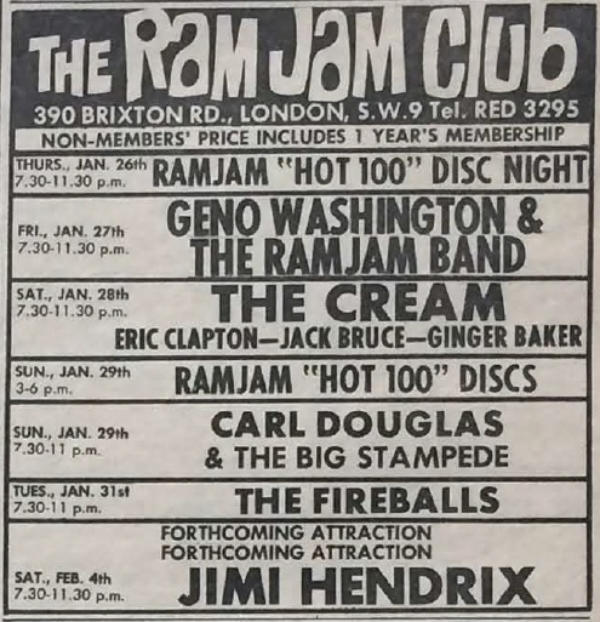 THE RAM JAM CLUB
390 BRIXTON RD., LONDON, S.W.9 Tel. RED 3295
NON-MEMBERS' PRICE INCLUDES 1 YEAR'S MEMBERSHIP
THURS., JAN. 26th
7.30-11.30 p.m.
RAMJAM "HOT 100" DISC NIGHT
FRI., JAN. 27th
7.30-11.30 p.m.
GENO WASHINGTON &
THE RAMJAM BAND
SAT., JAN. 28th
7.30-11.30 p.m.
THE CREAM
ERIC CLAPTON—JACK BRUCE—GINGER BAKER
SUN., JAN. 29th
3-6 p.m.
RAMJAM "HOT 100" DISCS
SUN., JAN. 29th
7.30-11 p.m.
CARL DOUGLAS
& THE BIG STAMPEDE
TUES., JAN. 31st
7.30-11 p.m.
THE FIREBALLS
FORTHCOMING ATTRACTION
FORTHCOMING ATTRACTION
SAT., FEB. 4th
7.30-11.30 p.m.
JIMI HENDRIX